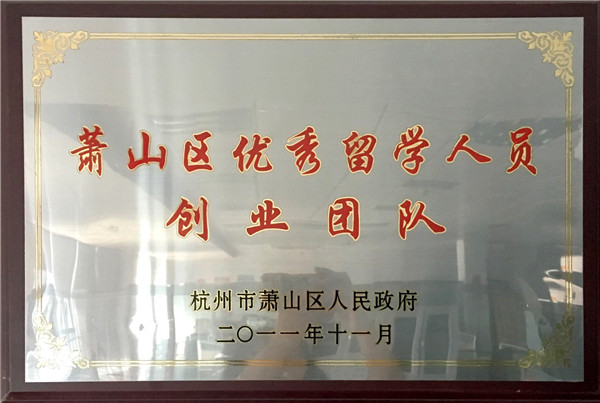 萧山区优秀留学人员
创业团队
杭州市萧山区人民政府
二〇一一年十一月